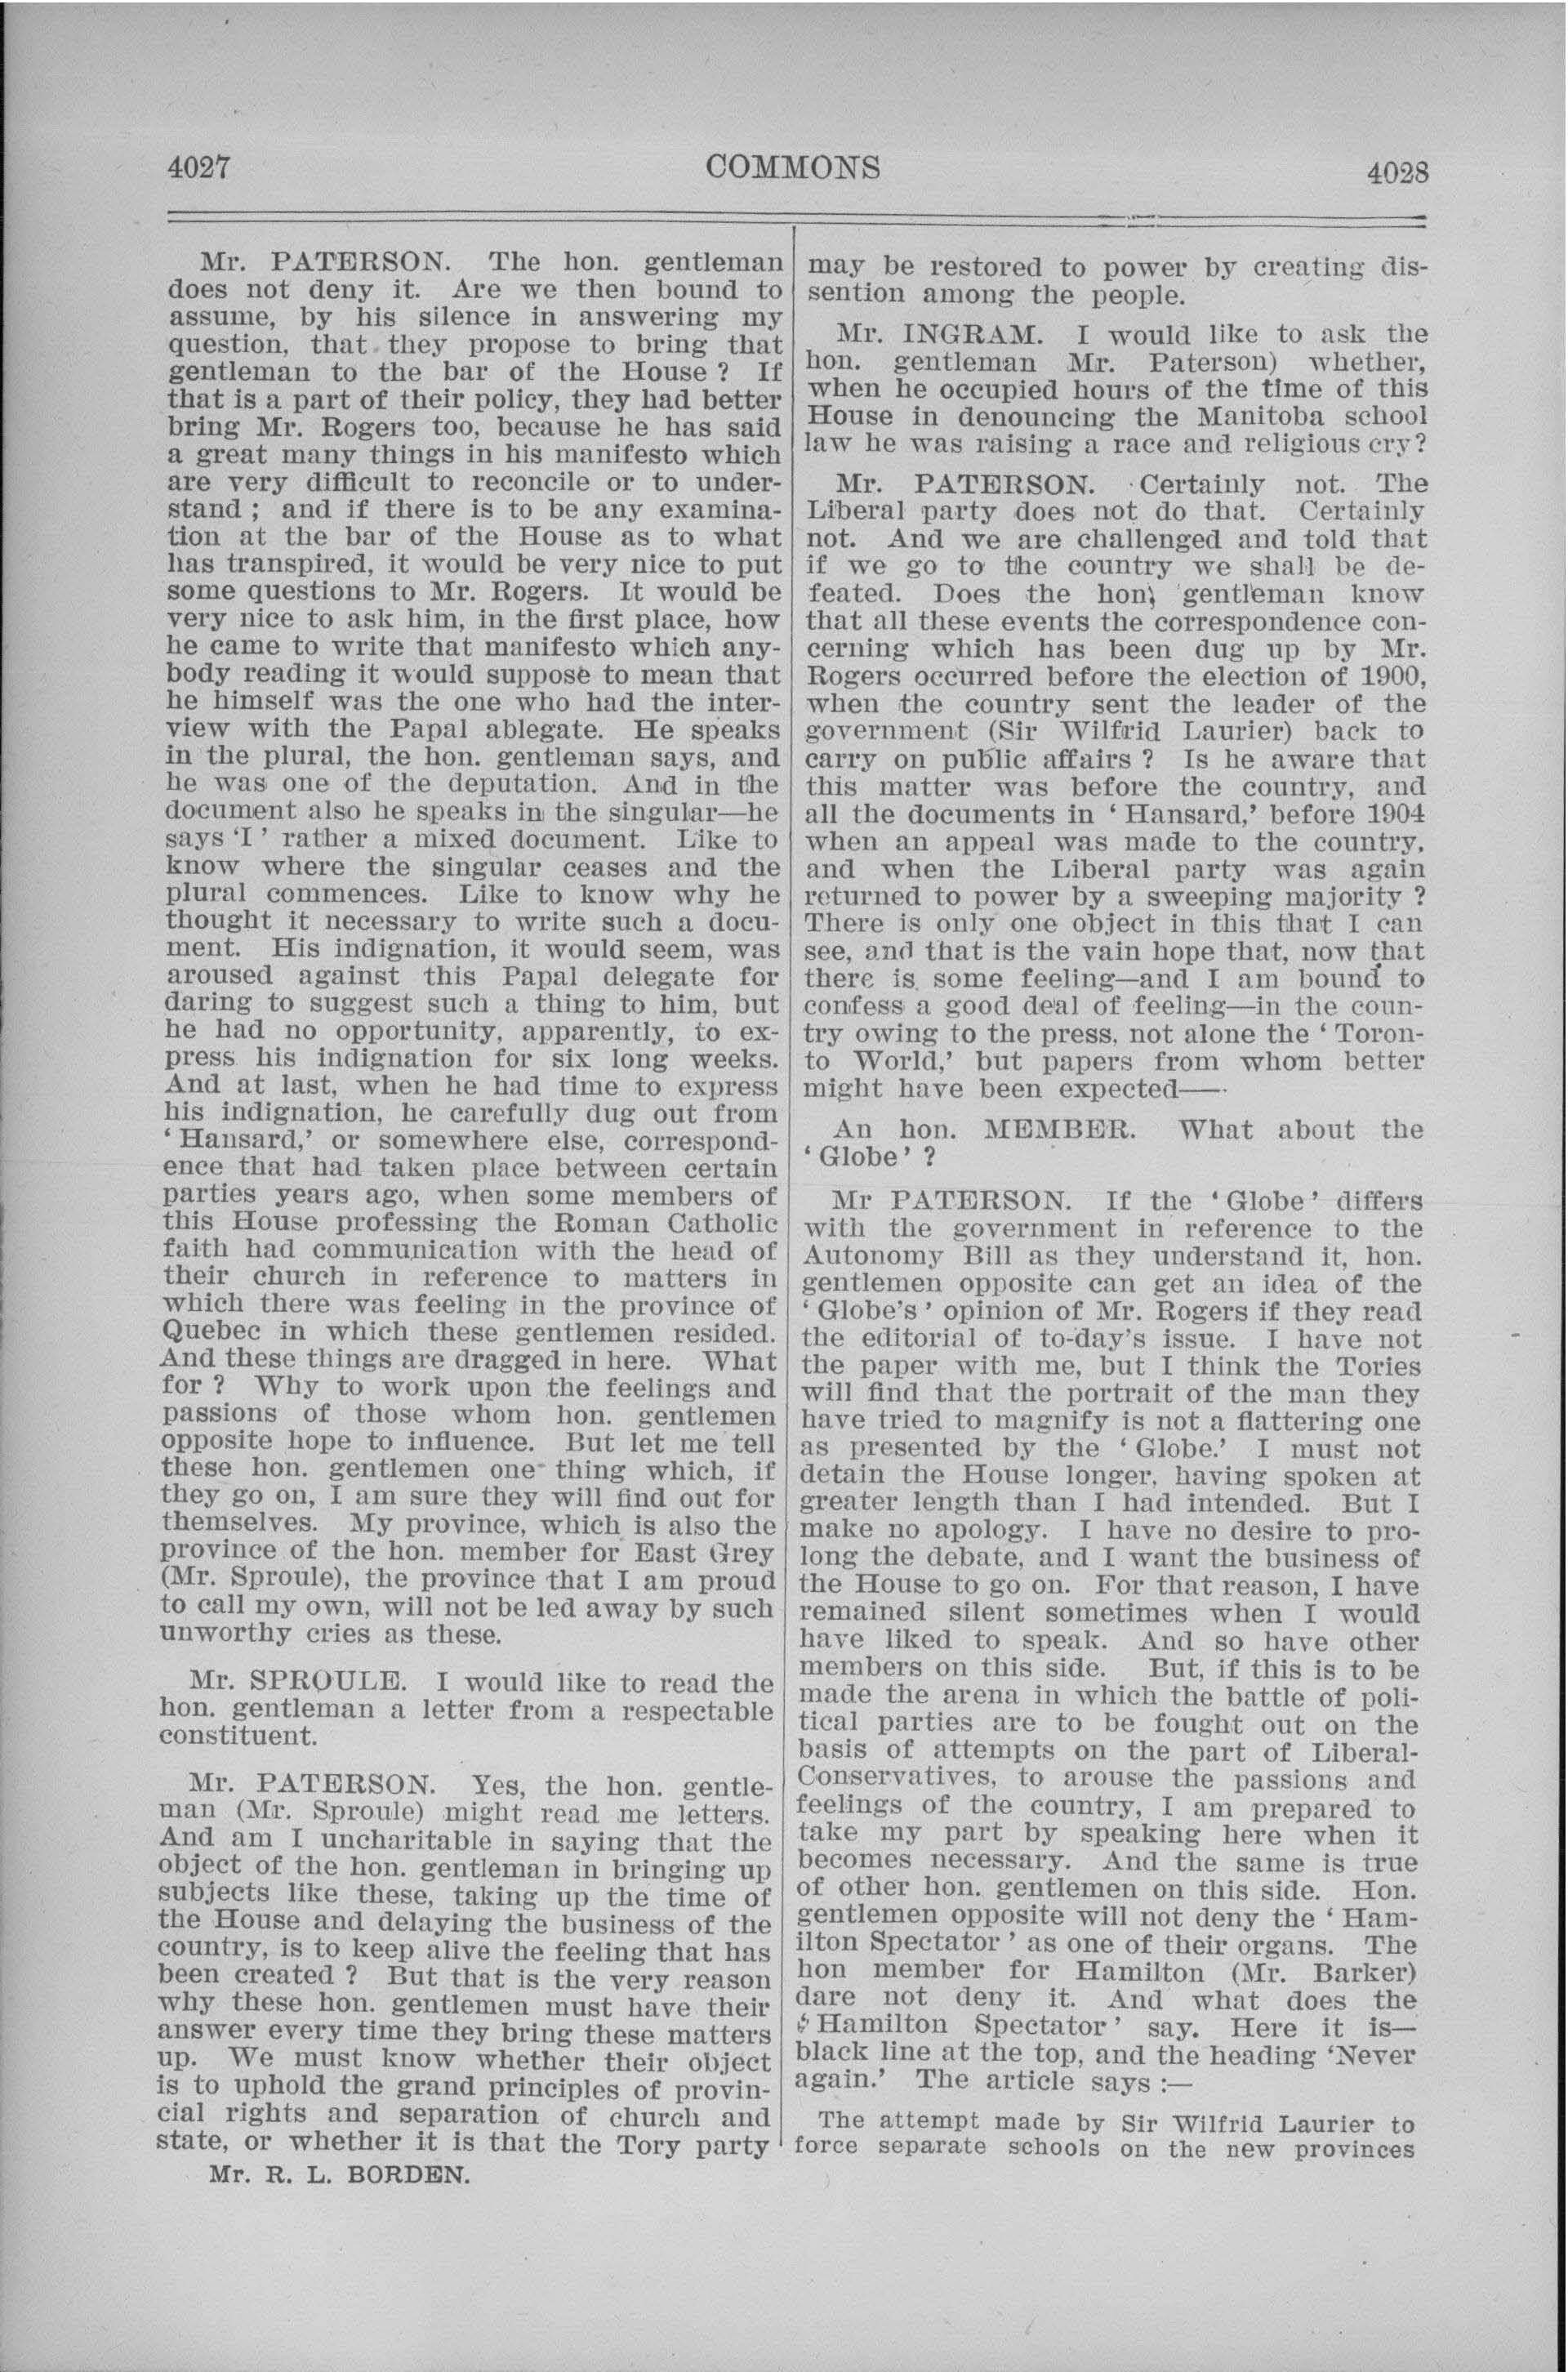 4027
COMMONS
4028
Mr. PATERSON. The hon. gentleman
does not deny it. Are we then bound to
assume, by his silence in answering my
question, that they propose to bring that
gentleman to the bar of the House ? If
that is a part of their policy, they had better
bring Mr. Rogers too, because he has said
a great many things in his manifesto which
are very difficult to reconcile or to under-
stand ; and if there is to be any examina-
tion at the bar of the House as to what
has transpired, it would be very nice to put
some questions to Mr. Rogers. It would be
very nice to ask him, in the first place, how
he came to write that manifesto which any-
body reading it would suppose to mean that
he himself was the one who had the inter-
view with the Papal ablegate. He speaks
in the plural, the hon. gentleman says, and
he was one of the deputation. And in the
document also he speaks in the singular—he
says ‘I ’ rather a mixed document. Like to
know where the singular ceases and the
plural commences. Like to know why he
thought it necessary to write such a docu-
ment. His indignation, it would seem, was
aroused against this Papal delegate for
daring to suggest such a thing to him, but
he had no opportunity, apparently, to ex-
press his indignation for six long weeks.
And at last, when he had time to express
his indignation, he carefully dug out from
‘ Hansard,’ or somewhere else, correspond-
ence that had taken place between certain
parties years ago, when some members of
this House professing the Roman Catholic
faith had communication with the head of
their church in reference to matters in
which there was feeling in the province of
Quebec in which these gentlemen resided.
And these things are dragged in here. What
for ? Why to work upon the feelings and
passions of those whom hon. gentlemen
opposite hope to influence. But let me tell
these hon. gentlemen one thing which, if
they go on, I am sure they will find out for
themselves. My province, which is also the
province of the hon. member for East Grey
(Mr. Sproule), the province that I am proud
to call my own, will not be led away by such
unworthy cries as these.
Mr. SPROULE. I would like to read the
hon. gentleman a letter from a respectable
constituent.
Mr. PATERSON. Yes, the hon. gentle-
man (Mr. Sproule) might read me letters.
And am I uncharitable in saying that the
object of the hon. gentleman in bringing up
subjects like these, taking up the time of
the House and delaying the business of the
country, is to keep alive the feeling that has
been created ? But that is the very reason
why these hon. gentlemen must have their
answer every time they bring these matters
up. We must know whether their object
is to uphold the grand principles of provin-
cial rights and separation of church and
state, or whether it is that the Tory party
Mr. R. L. BORDEN.
may be restored to power by creating dis-
sention among the people.
Mr. INGRAM. I would like to ask the
hon. gentleman Mr. Paterson) whether,
when he occupied hours of the time of this
House in denouncing the Manitoba school
law he was raising a race and religious cry?
Mr. PATERSON. Certainly not. The
Liberal party does not do that. Certainly
not. And we are challenged and told that
if we go to the country we shall be de-
feated. Does the hon, gentleman know
that all these events the correspondence con-
cerning which has been dug up by Mr.
Rogers occurred before the election of 1900,
when the country sent the leader of the
government (Sir Wilfrid Laurier) back to
carry on public affairs ? Is he aware that
this matter was before the country, and
all the documents in ‘ Hansard,’ before 1904
when an appeal was made to the country,
and when the Liberal party was again
returned to power by a sweeping majority ?
There is only one object in this that I can
see, and that is the vain hope that, now that
there is some feeling—and I am bound to
confess a good deal of feeling—in the coun-
try owing to the press, not alone the ‘ Toron-
to World,’ but papers from whom better
might have been expected——
An hon. MEMBER. What about the
‘ Globe ’ ?
Mr PATERSON. If the ‘ Globe ’ differs
with the government in reference to the
Autonomy Bill as they understand it, hon.
gentlemen opposite can get an idea of the
‘ Globe's ’ opinion of Mr. Rogers if they read
the editorial of to-day's issue. I have not
the paper with me, but I think the Tories
will find that the portrait of the man they
have tried to magnify is not a flattering one
as presented by the ‘ Globe.’ I must not
detain the House longer, having spoken at
greater length than I had intended. But I
make no apology. I have no desire to pro-
long the debate, and I want the business of
the House to go on. For that reason, I have
remained silent sometimes when I would
have liked to speak. And so have other
members on this side. But, if this is to be
made the arena in which the battle of poli-
tical parties are to be fought out on the
basis of attempts on the part of Liberal-
Conservatives, to arouse the passions and
feelings of the country, I am prepared to
take my part by speaking here when it
becomes necessary. And the same is true
of other hon. gentlemen on this side. Hon.
gentlemen opposite will not deny the ‘ Ham-
ilton Spectator ’ as one of their organs. The
hon member for Hamilton (Mr. Barker)
dare not deny it. And what does the
‘ Hamilton Spectator ’ say. Here it is—
black line at the top, and the heading ‘Never
again.’ The article says :—
The attempt made by Sir Wilfrid Laurier to
force separate schools on the new provinces